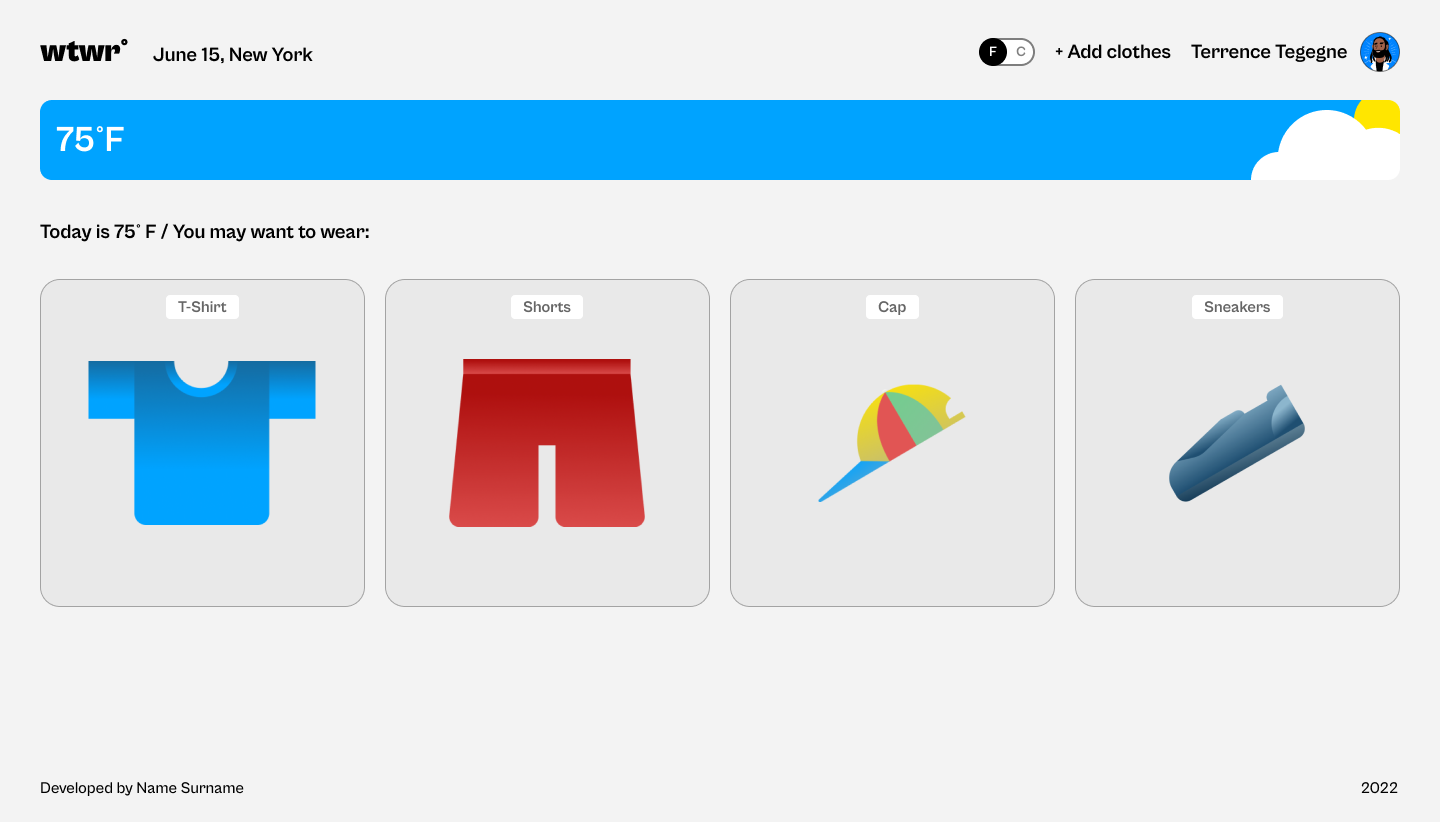 wtwr° June 15, New York F C + Add clothes Terrence Tegegne
75°F
Today is 75° F / You may want to wear:
T-Shirt Shorts Cap Sneakers
Developed by Name Surname 2022